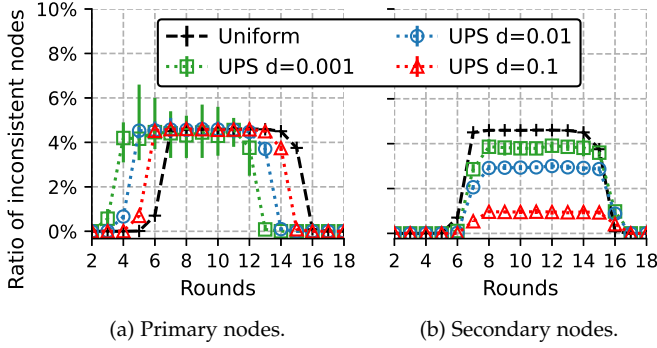 Ratio of inconsistent nodes
10%
8%
6%
4%
2%
0%
Uniform
UPS d=0.001
UPS d=0.01
UPS d=0.1
2 4 6 8 10 12 14 16 18
2 4 6 8 10 12 14 16 18
Rounds
Rounds
(a) Primary nodes.
(b) Secondary nodes.